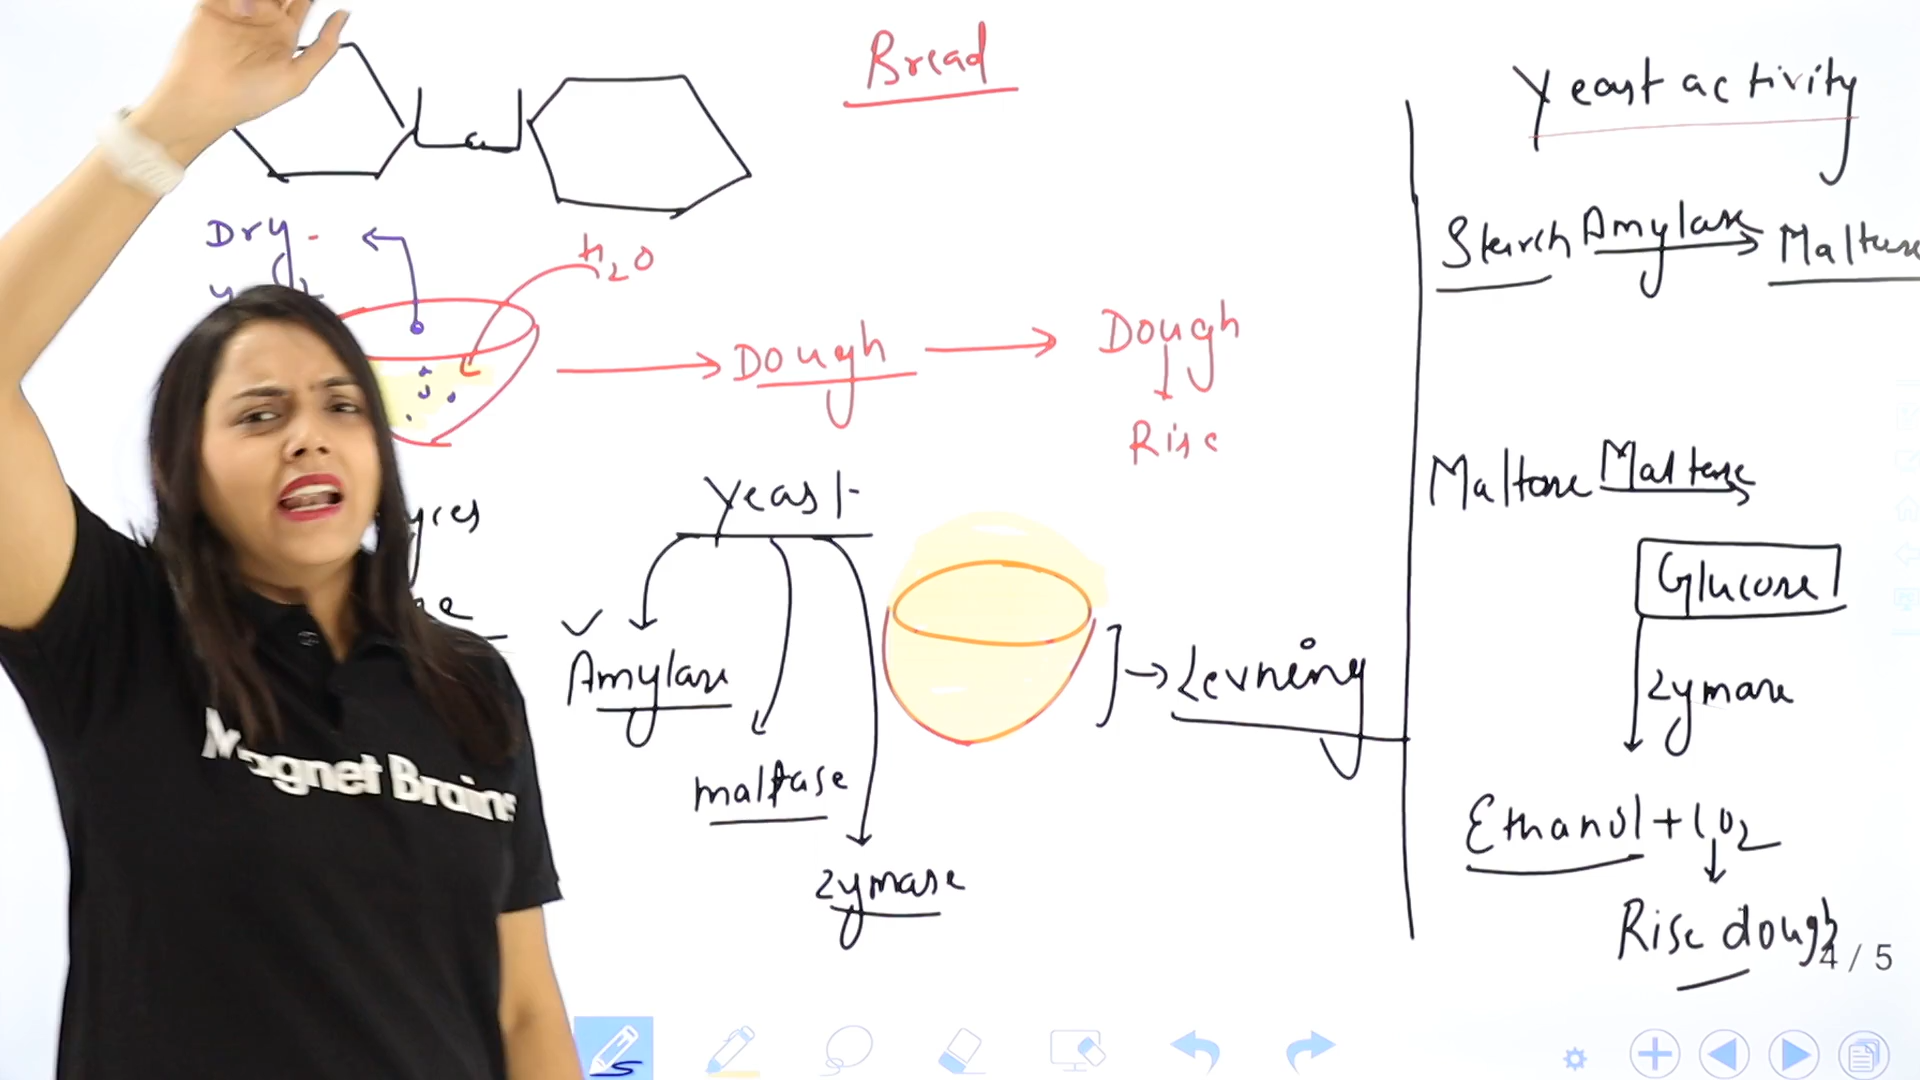 Bread
Yeast activity
Dry -
H2O
Starch Amylase Maltose
Dough
Dough
Rise
Maltose Maltase
Yeast
Glucose
Zymase
Amylase
Levnening
maltase
Ethanol + CO2
Zymase
Rise dough
4 / 5
Magnet Brains